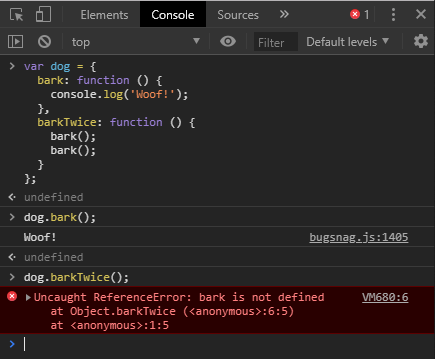 Elements Console Sources » 1
top Filter Default levels
> var dog = {
bark: function () {
console.log('Woof!');
},
barkTwice: function () {
bark();
bark();
}
};
undefined
> dog.bark();
Woof! bugsnag.js:1405
undefined
> dog.barkTwice();
Uncaught ReferenceError: bark is not defined VM680:6
at Object.barkTwice (<anonymous>:6:5)
at <anonymous>:1:5
>